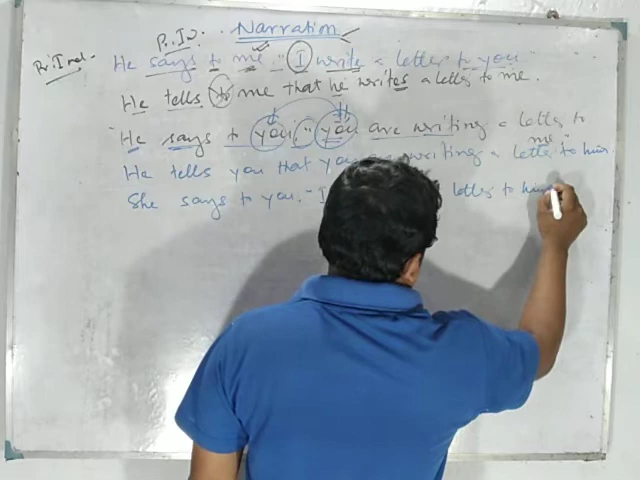 Narration
He says to me, "I write a letter to you"
He tells me that he writes a letter to me.
"He says to you, "you are writing a letter to me"
He tells you that you writing a letter to him
She says to you. "I letter to him